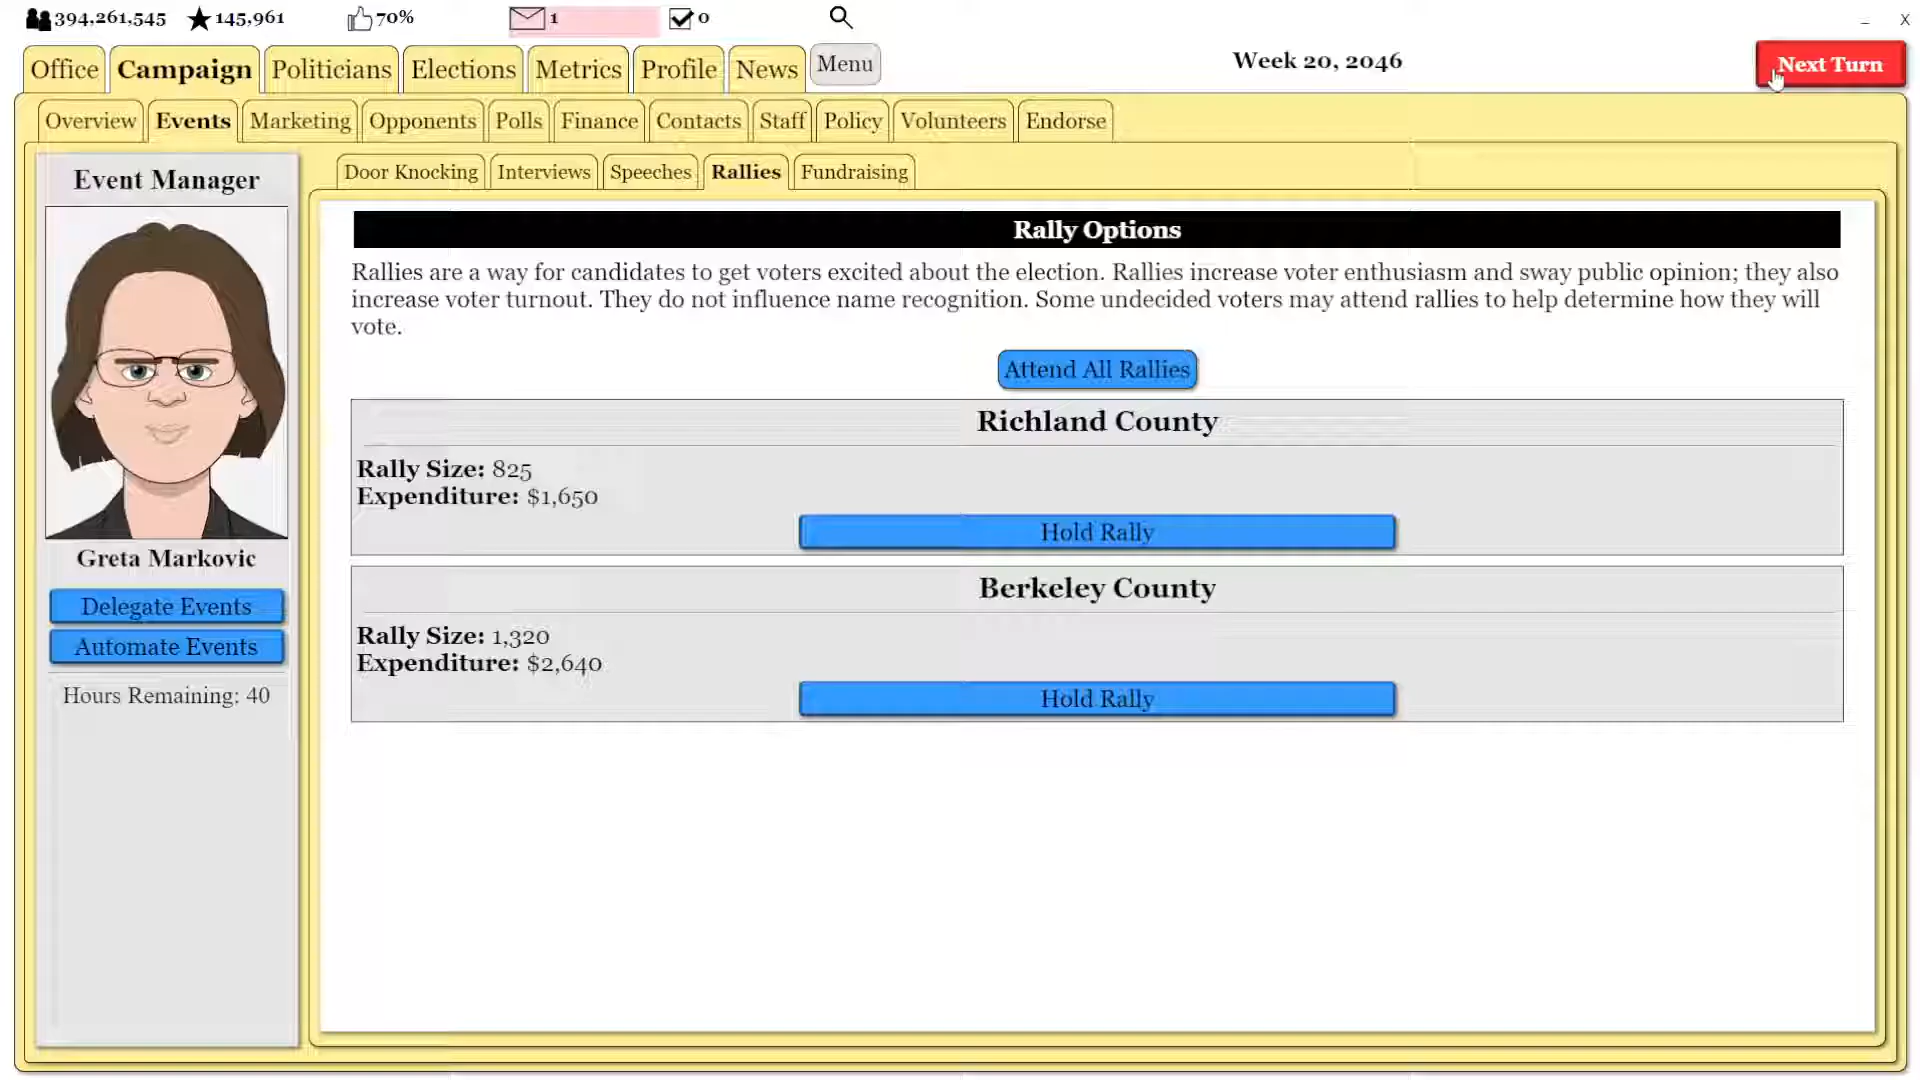 394,261,545 145,961 70% 1 0
_ X
Office Campaign Politicians Elections Metrics Profile News Menu
Week 20, 2046
Next Turn
Overview Events Marketing Opponents Polls Finance Contacts Staff Policy Volunteers Endorse
Event Manager
Greta Markovic
Delegate Events
Automate Events
Hours Remaining: 40
Door Knocking Interviews Speeches Rallies Fundraising
Rally Options
Rallies are a way for candidates to get voters excited about the election. Rallies increase voter enthusiasm and sway public opinion; they also
increase voter turnout. They do not influence name recognition. Some undecided voters may attend rallies to help determine how they will
vote.
Attend All Rallies
Richland County
Rally Size: 825
Expenditure: $1,650
Hold Rally
Berkeley County
Rally Size: 1,320
Expenditure: $2,640
Hold Rally